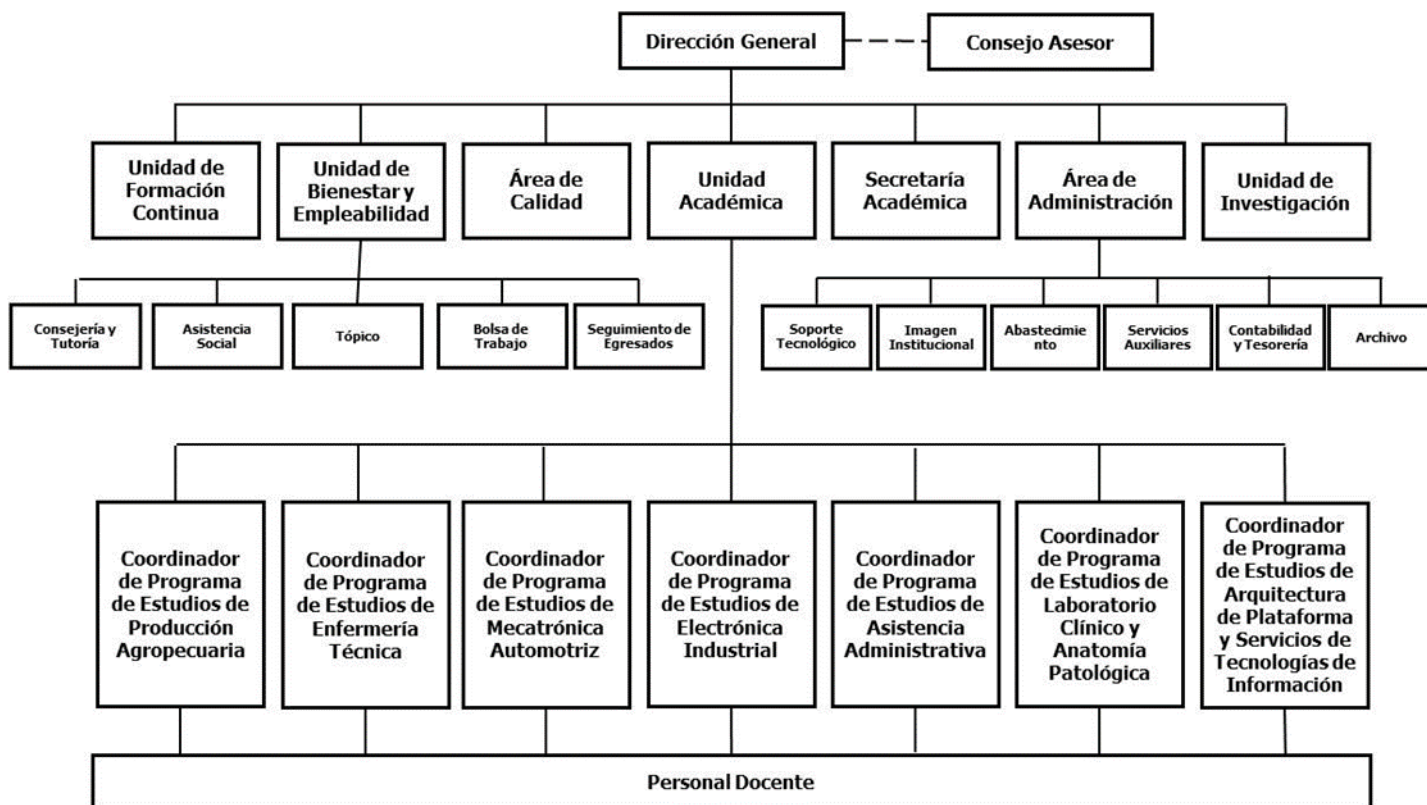 Dirección General
Consejo Asesor
Unidad de
Formación
Continua
Unidad de
Bienestar y
Empleabilidad
Área de
Calidad
Unidad
Académica
Secretaría
Académica
Área de
Administración
Unidad de
Investigación
Consejería y
Tutoría
Asistencia
Social
Tópico
Bolsa de
Trabajo
Seguimiento de
Egresados
Soporte
Tecnológico
Imagen
Institucional
Abastecimie
nto
Servicios
Auxiliares
Contabilidad
y Tesorería
Archivo
Coordinador
de Programa
de Estudios de
Producción
Agropecuaria
Coordinador
de Programa
de Estudios de
Enfermería
Técnica
Coordinador
de Programa
de Estudios de
Mecatrónica
Automotriz
Coordinador
de Programa
de Estudios de
Electrónica
Industrial
Coordinador
de Programa
de Estudios de
Asistencia
Administrativa
Coordinador
de Programa
de Estudios de
Laboratorio
Clínico y
Anatomía
Patológica
Coordinador
de Programa
de Estudios de
Arquitectura
de Plataforma
y Servicios de
Tecnologías de
Información
Personal Docente